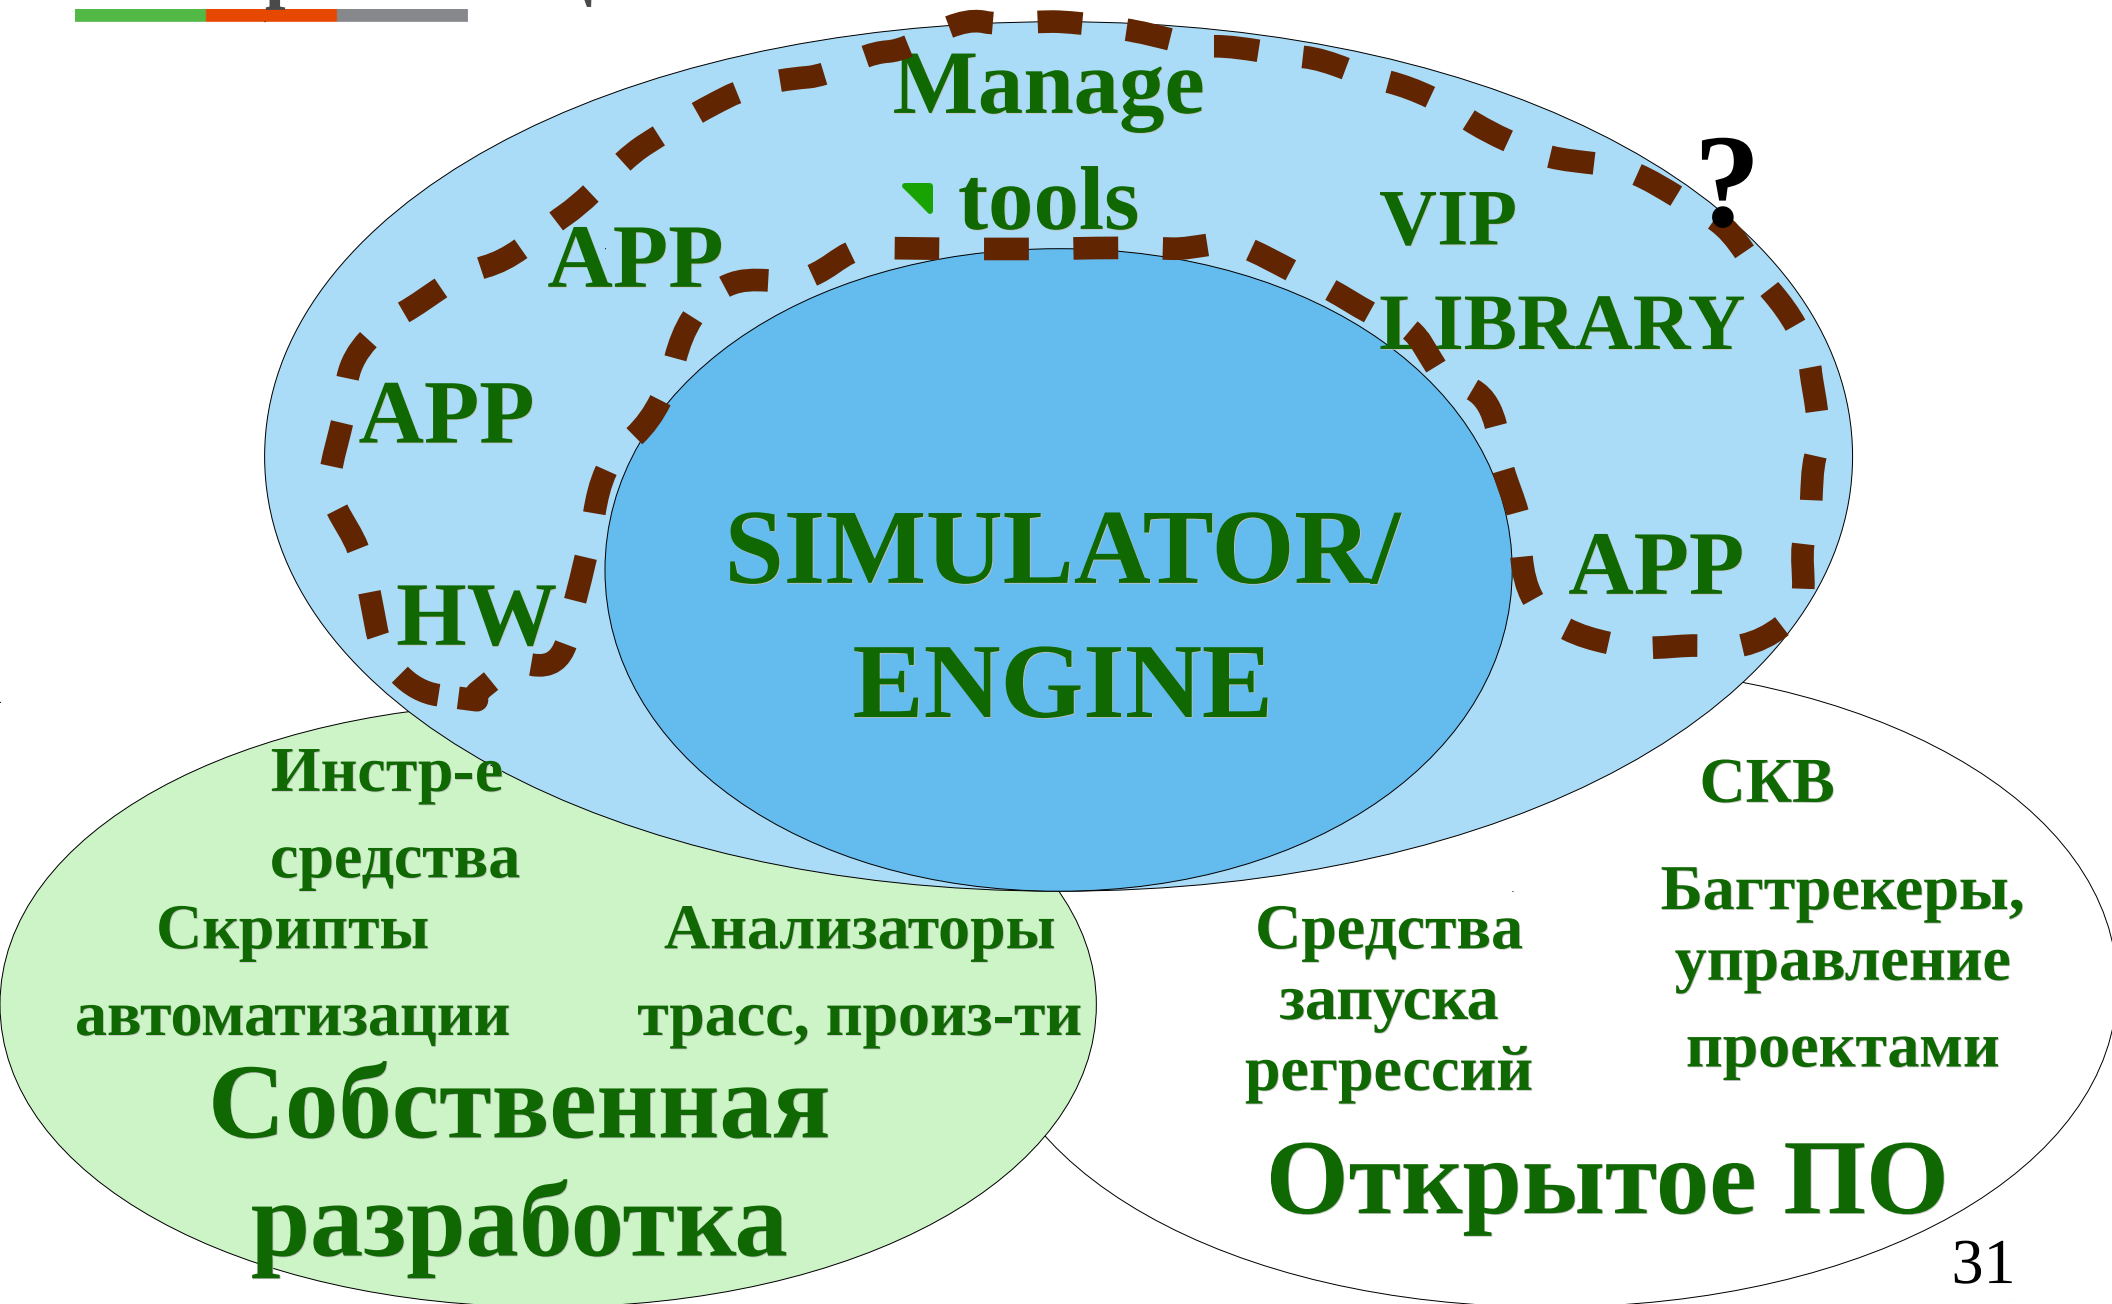 Manage
tools
?
VIP
LIBRARY
APP
APP
HW
APP
SIMULATOR/
ENGINE
Инстр-е
средства
Скрипты
автоматизации
Анализаторы
трасс, произ-ти
Собственная
разработка
СКВ
Багтрекеры,
управление
проектами
Средства
запуска
регрессий
Открытое ПО
31